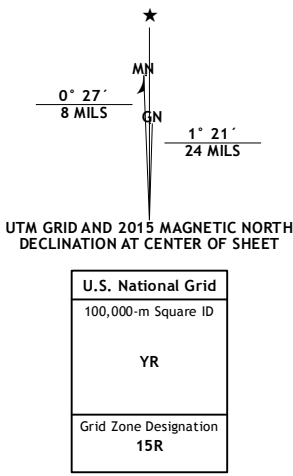 MN
0° 27´
8 MILS
GN
1° 21´
24 MILS
UTM GRID AND 2015 MAGNETIC NORTH
DECLINATION AT CENTER OF SHEET
U.S. National Grid
100,000-m Square ID
YR
Grid Zone Designation
15R